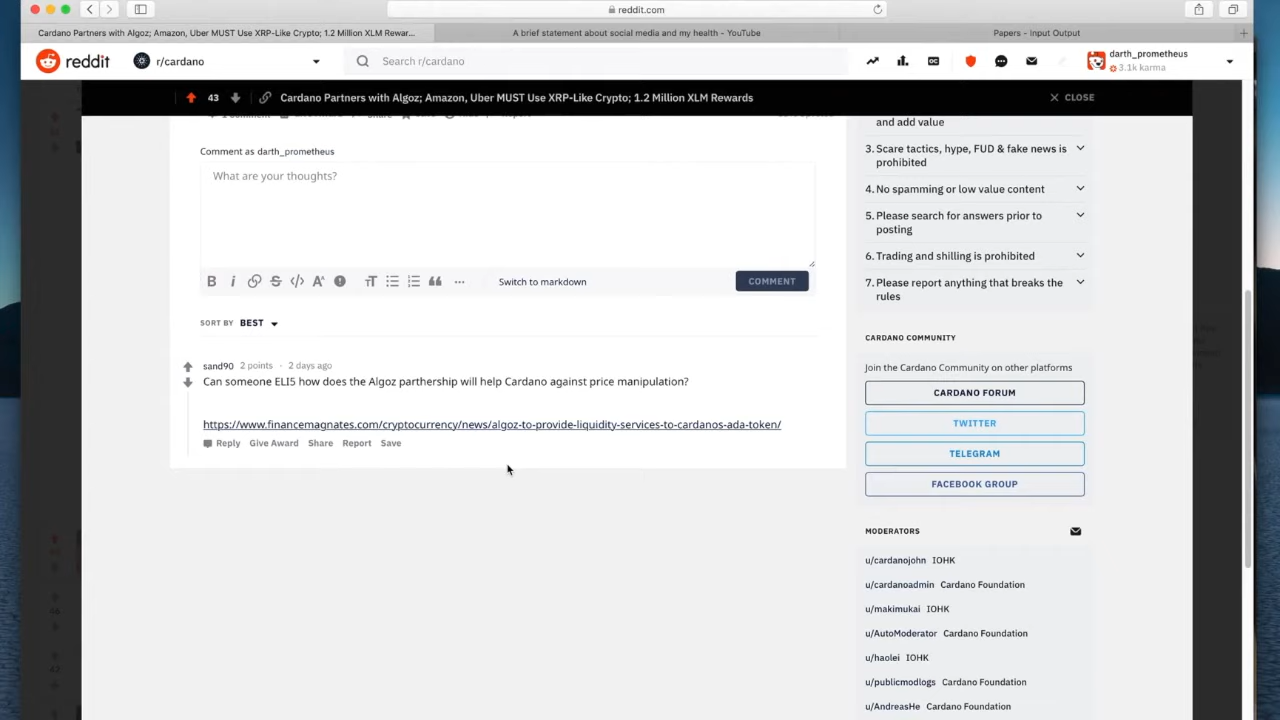 reddit.com
Cardano Partners with Algoz; Amazon, Uber MUST Use XRP-Like Crypto; 1.2 Million XLM Rewar...
A brief statement about social media and my health - YouTube
Papers - Input Output
reddit
r/cardano
Search r/cardano
darth_prometheus
3.1k karma
43
Cardano Partners with Algoz; Amazon, Uber MUST Use XRP-Like Crypto; 1.2 Million XLM Rewards
CLOSE
Comment as darth_prometheus
What are your thoughts?
Switch to markdown
COMMENT
SORT BY BEST
sand90 2 points · 2 days ago
Can someone ELI5 how does the Algoz parthership will help Cardano against price manipulation?
https://www.financemagnates.com/cryptocurrency/news/algoz-to-provide-liquidity-services-to-cardanos-ada-token/
Reply Give Award Share Report Save
and add value
3. Scare tactics, hype, FUD & fake news is
prohibited
4. No spamming or low value content
5. Please search for answers prior to
posting
6. Trading and shilling is prohibited
7. Please report anything that breaks the
rules
CARDANO COMMUNITY
Join the Cardano Community on other platforms
CARDANO FORUM
TWITTER
TELEGRAM
FACEBOOK GROUP
MODERATORS
u/cardanojohn IOHK
u/cardanoadmin Cardano Foundation
u/makimukai IOHK
u/AutoModerator Cardano Foundation
u/haolei IOHK
u/publicmodlogs Cardano Foundation
u/AndreasHe Cardano Foundation